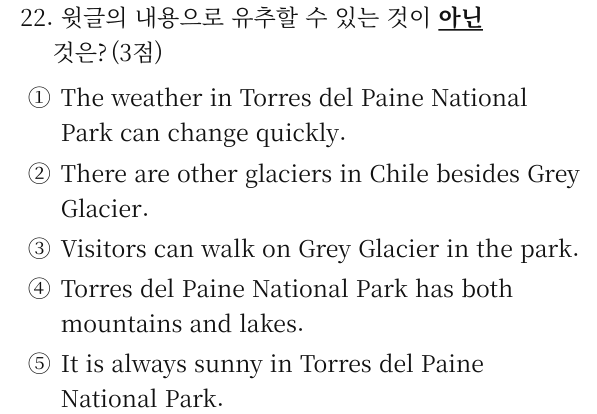 22. 윗글의 내용으로 유추할 수 있는 것이 아닌
것은? (3점)
① The weather in Torres del Paine National
Park can change quickly.
② There are other glaciers in Chile besides Grey
Glacier.
③ Visitors can walk on Grey Glacier in the park.
④ Torres del Paine National Park has both
mountains and lakes.
⑤ It is always sunny in Torres del Paine
National Park.